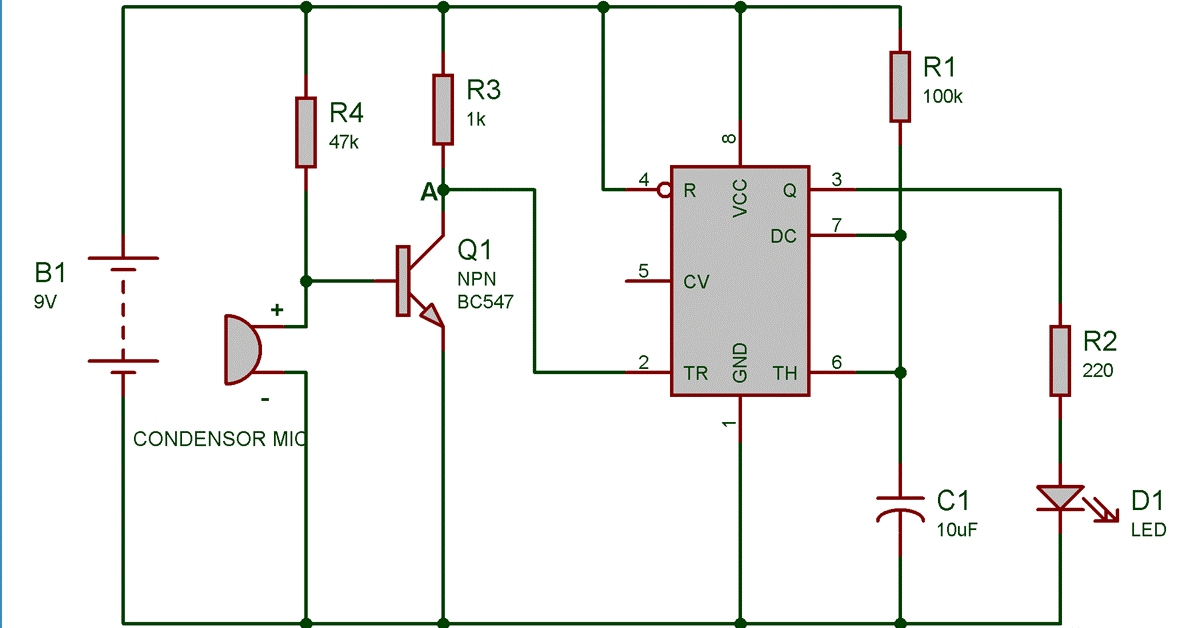 B1
9V
R4
47k
+
-
CONDENSOR MIC
R3
1k
A
Q1
NPN
BC547
4
R
8
VCC
Q
3
DC
7
5
CV
2
TR
GND
1
TH
6
R1
100k
C1
10uF
R2
220
D1
LED